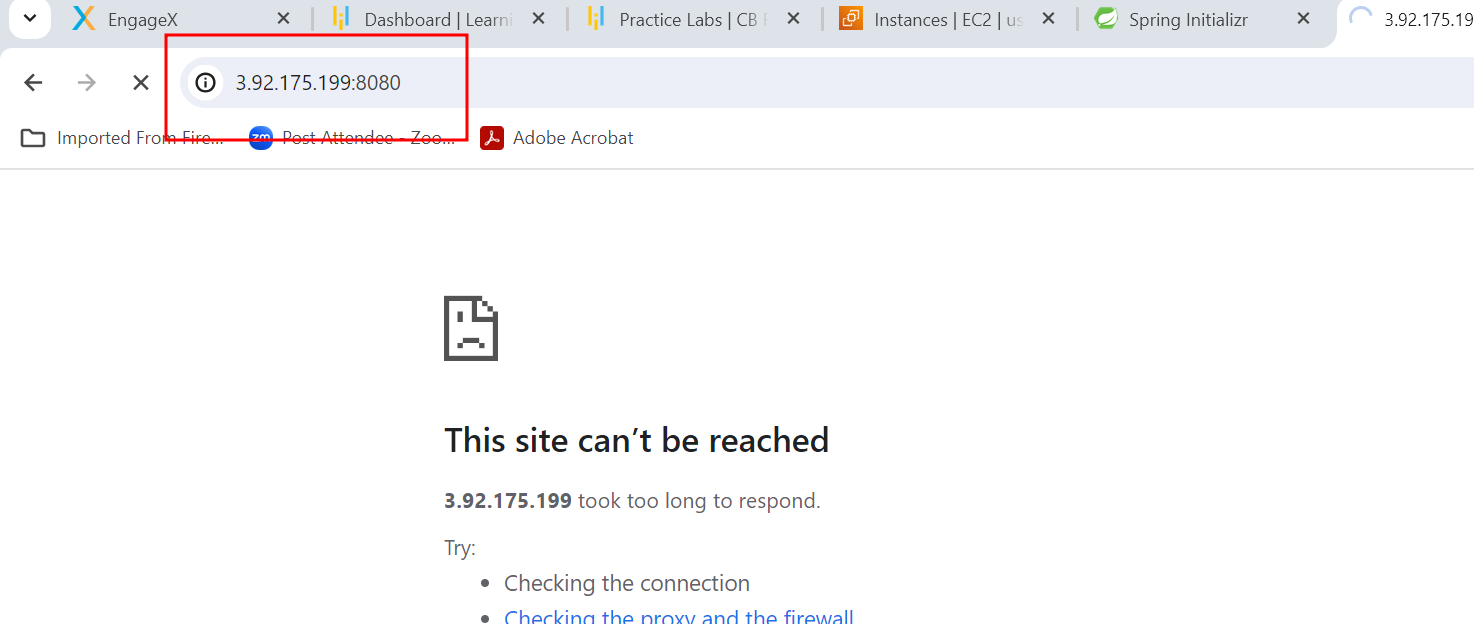 EngageX
Dashboard | Learni
Practice Labs | CB
Instances | EC2 | us
Spring Initializr
3.92.175.19
3.92.175.199:8080
Imported From Fire...
zm Post Attendee - Zoo...
Adobe Acrobat
This site can’t be reached
3.92.175.199 took too long to respond.
Try:
Checking the connection
Checking the proxy and the firewall